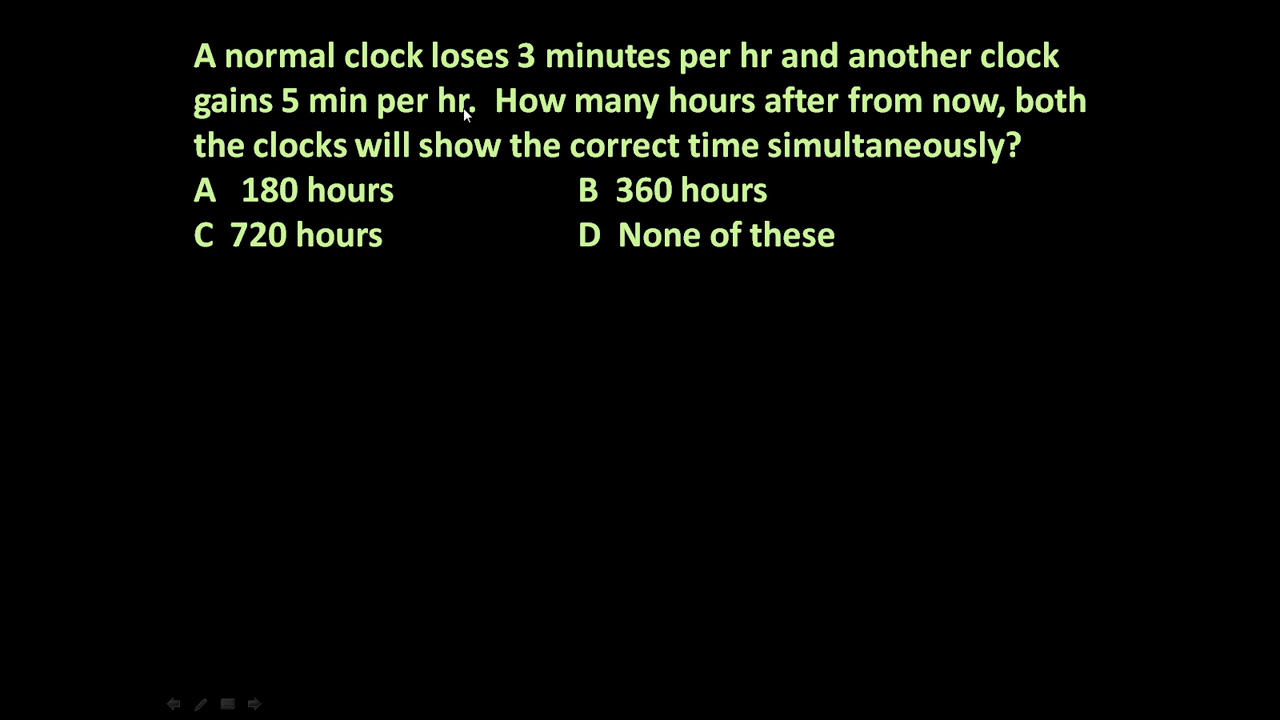 A normal clock loses 3 minutes per hr and another clock
gains 5 min per hr.  How many hours after from now, both
the clocks will show the correct time simultaneously?
A   180 hours                    B  360 hours
C  720 hours                     D  None of these